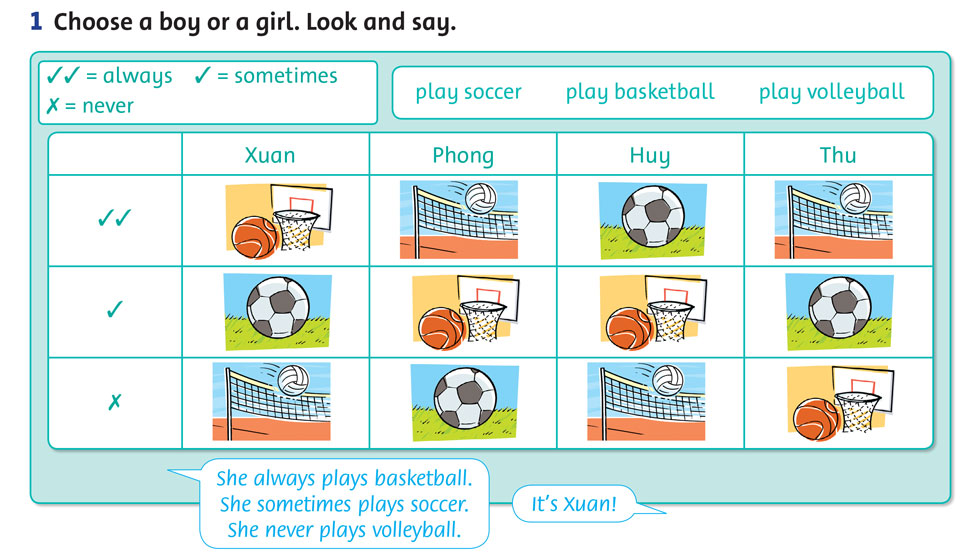 1 Choose a boy or a girl. Look and say.
✓✓ = always ✓ = sometimes
✗ = never
play soccer play basketball play volleyball
Xuan Phong Huy Thu
✓✓
✓
✗
She always plays basketball.
She sometimes plays soccer.
She never plays volleyball.
It's Xuan!